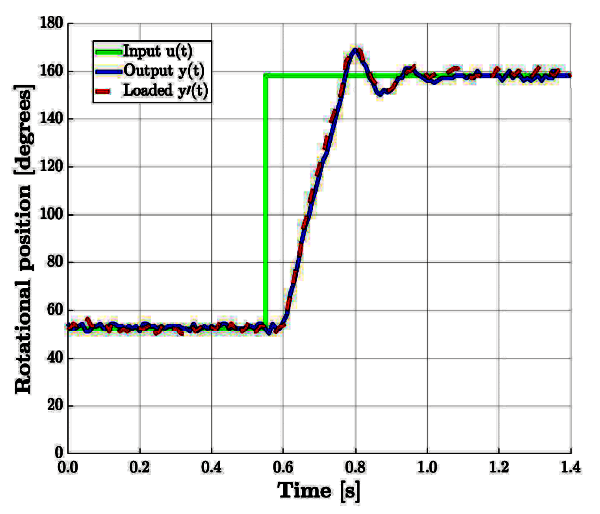 180
160
140
120
100
80
60
40
20
0
Rotational position [degrees]
Input u(t)
Output y(t)
Loaded y′(t)
0.0 0.2 0.4 0.6 0.8 1.0 1.2 1.4
Time [s]